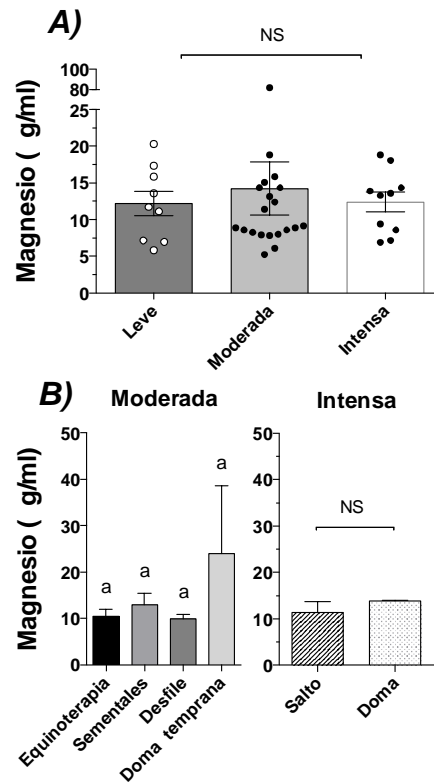 A)
NS
Magnesio ( g/ml)
100
80
25
20
15
10
5
0
Leve
Moderada
Intensa
B)
Moderada
Intensa
Magnesio ( g/ml)
50
40
30
20
10
0
a
a
a
a
Equinoterapia
Sementales
Desfile
Doma temprana
50
40
30
20
10
0
NS
Salto
Doma